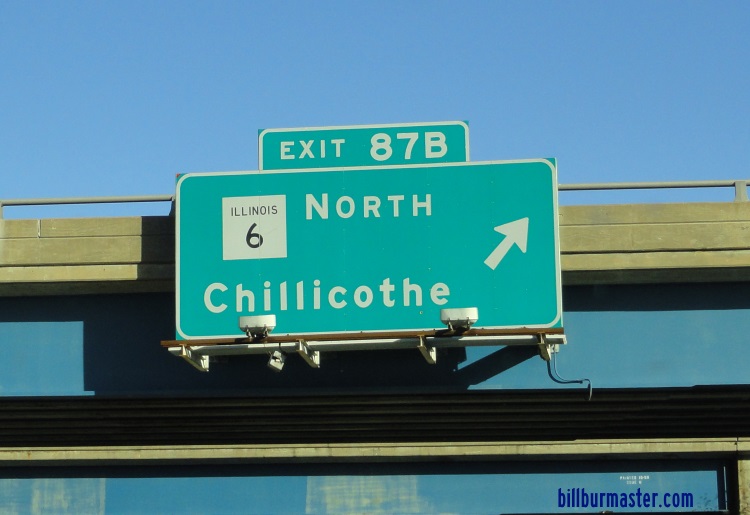 EXIT 87B
ILLINOIS
6
NORTH
Chillicothe
billburmaster.com